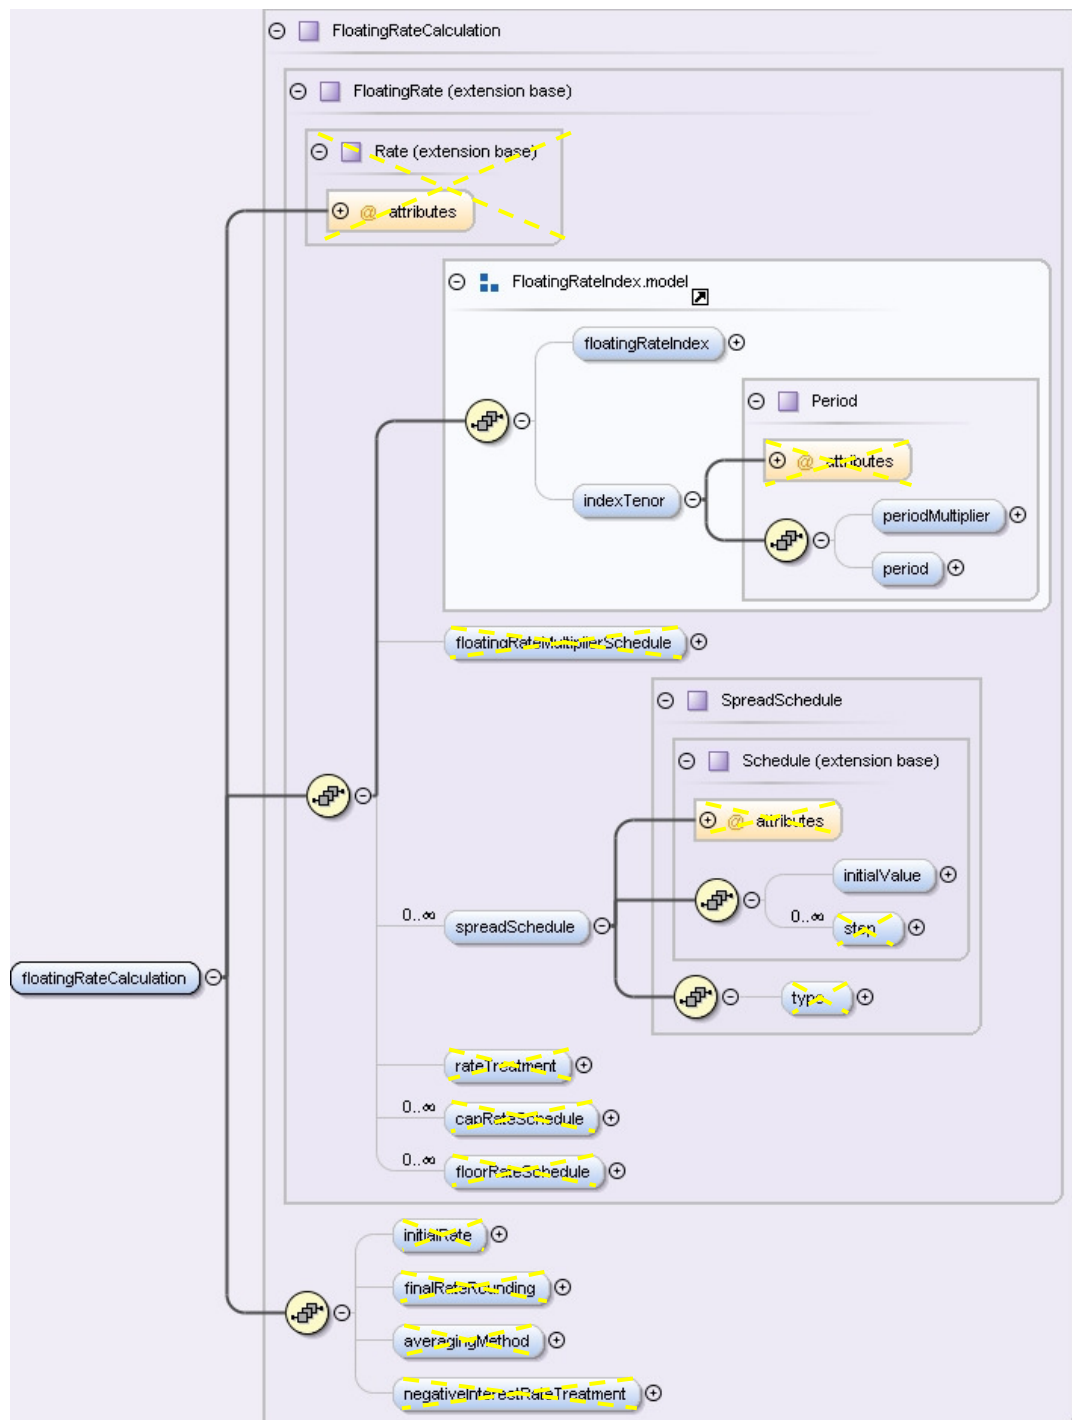 FloatingRateCalculation
FloatingRate (extension base)
Rate (extension base)
@ attributes
FloatingRateIndex.model
floatingRateIndex
Period
@ attributes
indexTenor
periodMultiplier
period
floatingRateMultiplierSchedule
SpreadSchedule
Schedule (extension base)
@ attributes
initialValue
0..∞
step
0..∞
spreadSchedule
floatingRateCalculation
type
rateTreatment
0..∞
capRateSchedule
0..∞
floorRateSchedule
initialRate
finalRateRounding
averagingMethod
negativeInterestRateTreatment